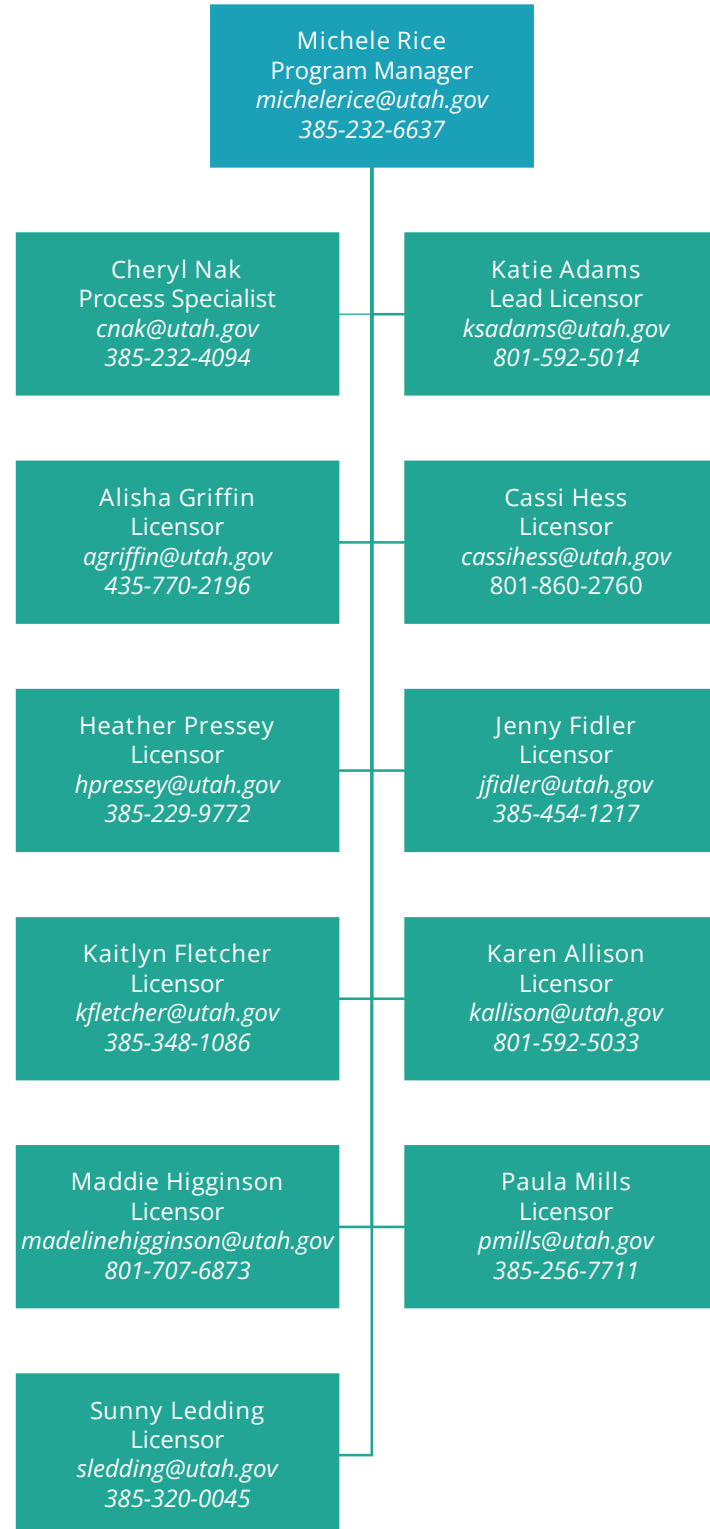 Michele Rice
Program Manager
michelerice@utah.gov
385-232-6637
Cheryl Nak
Process Specialist
cnak@utah.gov
385-232-4094
Katie Adams
Lead Licensor
ksadams@utah.gov
801-592-5014
Alisha Griffin
Licensor
agriffin@utah.gov
435-770-2196
Cassi Hess
Licensor
cassihess@utah.gov
801-860-2760
Heather Pressey
Licensor
hpressey@utah.gov
385-229-9772
Jenny Fidler
Licensor
jfidler@utah.gov
385-454-1217
Kaitlyn Fletcher
Licensor
kfletcher@utah.gov
385-348-1086
Karen Allison
Licensor
kallison@utah.gov
801-592-5033
Maddie Higginson
Licensor
madelinehigginson@utah.gov
801-707-6873
Paula Mills
Licensor
pmills@utah.gov
385-256-7711
Sunny Ledding
Licensor
sledding@utah.gov
385-320-0045